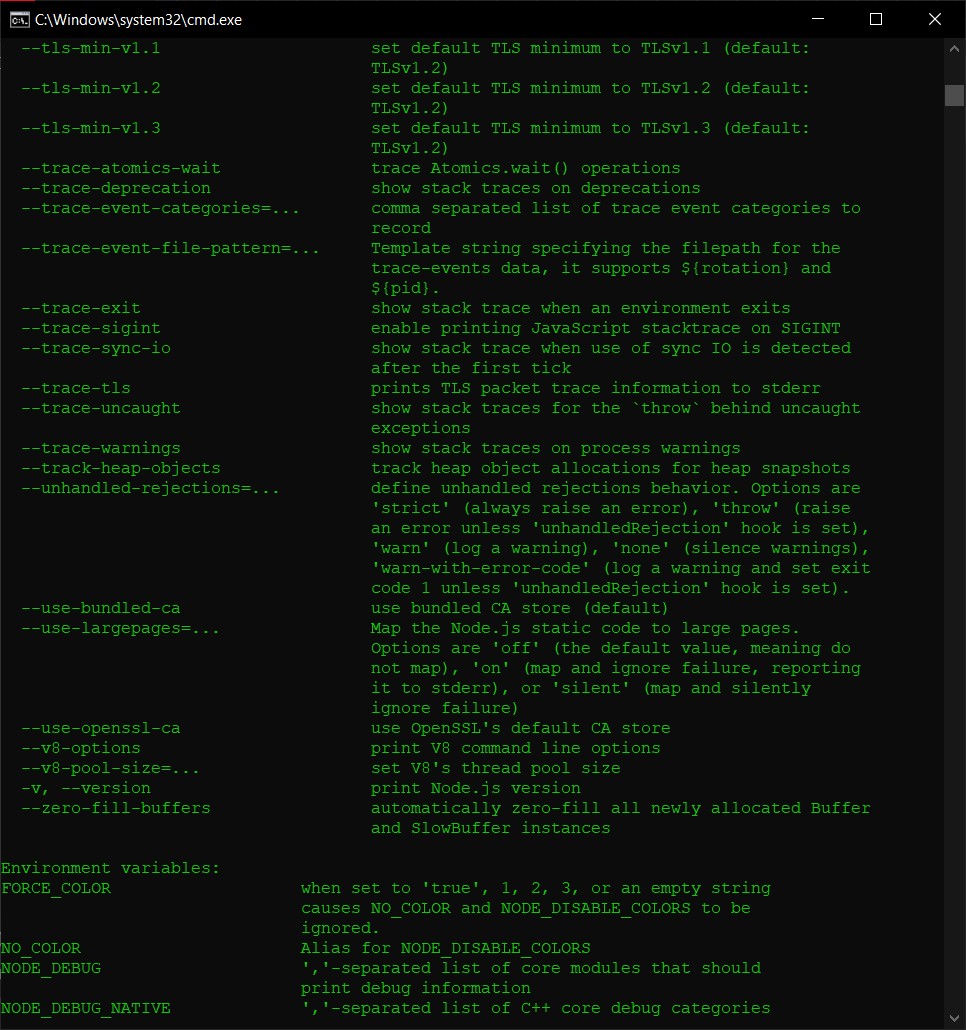 C:\Windows\system32\cmd.exe
--tls-min-v1.1 set default TLS minimum to TLSv1.1 (default:
TLSv1.2)
--tls-min-v1.2 set default TLS minimum to TLSv1.2 (default:
TLSv1.2)
--tls-min-v1.3 set default TLS minimum to TLSv1.3 (default:
TLSv1.2)
--trace-atomics-wait trace Atomics.wait() operations
--trace-deprecation show stack traces on deprecations
--trace-event-categories=... comma separated list of trace event categories to
record
--trace-event-file-pattern=... Template string specifying the filepath for the
trace-events data, it supports ${rotation} and
${pid}.
--trace-exit show stack trace when an environment exits
--trace-sigint enable printing JavaScript stacktrace on SIGINT
--trace-sync-io show stack trace when use of sync IO is detected
after the first tick
--trace-tls prints TLS packet trace information to stderr
--trace-uncaught show stack traces for the `throw` behind uncaught
exceptions
--trace-warnings show stack traces on process warnings
--track-heap-objects track heap object allocations for heap snapshots
--unhandled-rejections=... define unhandled rejections behavior. Options are
'strict' (always raise an error), 'throw' (raise
an error unless 'unhandledRejection' hook is set),
'warn' (log a warning), 'none' (silence warnings),
'warn-with-error-code' (log a warning and set exit
code 1 unless 'unhandledRejection' hook is set).
--use-bundled-ca use bundled CA store (default)
--use-largepages=... Map the Node.js static code to large pages.
Options are 'off' (the default value, meaning do
not map), 'on' (map and ignore failure, reporting
it to stderr), or 'silent' (map and silently
ignore failure)
--use-openssl-ca use OpenSSL's default CA store
--v8-options print V8 command line options
--v8-pool-size=... set V8's thread pool size
-v, --version print Node.js version
--zero-fill-buffers automatically zero-fill all newly allocated Buffer
and SlowBuffer instances
Environment variables:
FORCE_COLOR when set to 'true', 1, 2, 3, or an empty string
causes NO_COLOR and NODE_DISABLE_COLORS to be
ignored.
NO_COLOR Alias for NODE_DISABLE_COLORS
NODE_DEBUG ','-separated list of core modules that should
print debug information
NODE_DEBUG_NATIVE ','-separated list of C++ core debug categories